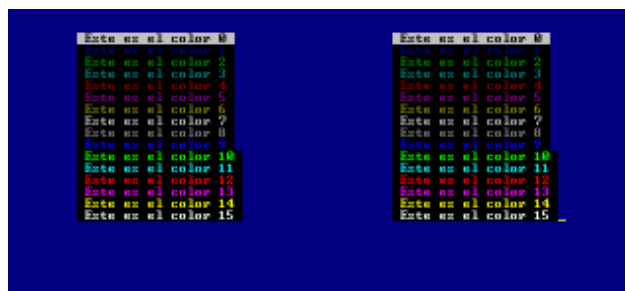 Este es el color 0
Este es el color 1
Este es el color 2
Este es el color 3
Este es el color 4
Este es el color 5
Este es el color 6
Este es el color 7
Este es el color 8
Este es el color 9
Este es el color 10
Este es el color 11
Este es el color 12
Este es el color 13
Este es el color 14
Este es el color 15
Este es el color 0
Este es el color 1
Este es el color 2
Este es el color 3
Este es el color 4
Este es el color 5
Este es el color 6
Este es el color 7
Este es el color 8
Este es el color 9
Este es el color 10
Este es el color 11
Este es el color 12
Este es el color 13
Este es el color 14
Este es el color 15